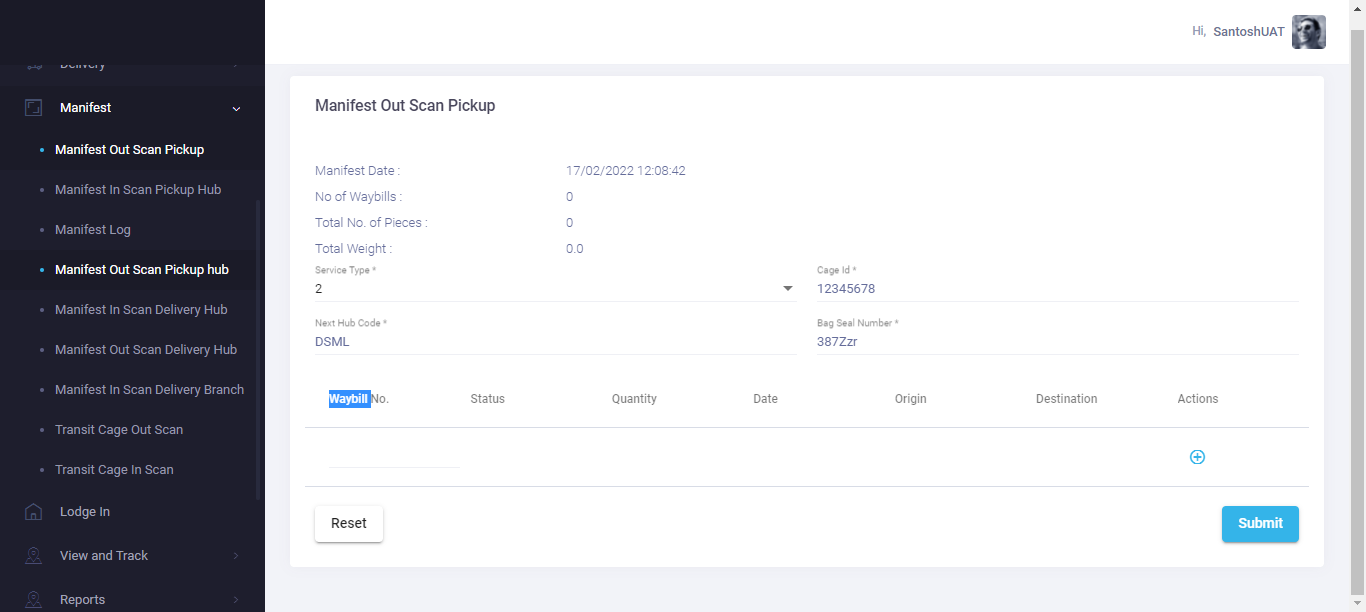 Hi, SantoshUAT
Delivery
Manifest
Manifest Out Scan Pickup
Manifest In Scan Pickup Hub
Manifest Log
Manifest Out Scan Pickup hub
Manifest In Scan Delivery Hub
Manifest Out Scan Delivery Hub
Manifest In Scan Delivery Branch
Transit Cage Out Scan
Transit Cage In Scan
Lodge In
View and Track
Reports
Manifest Out Scan Pickup
Manifest Date : 17/02/2022 12:08:42
No of Waybills : 0
Total No. of Pieces : 0
Total Weight : 0.0
Service Type * Cage Id *
2 12345678
Next Hub Code * Bag Seal Number *
DSML 387Zzr
Waybill No. Status Quantity Date Origin Destination Actions
Reset Submit